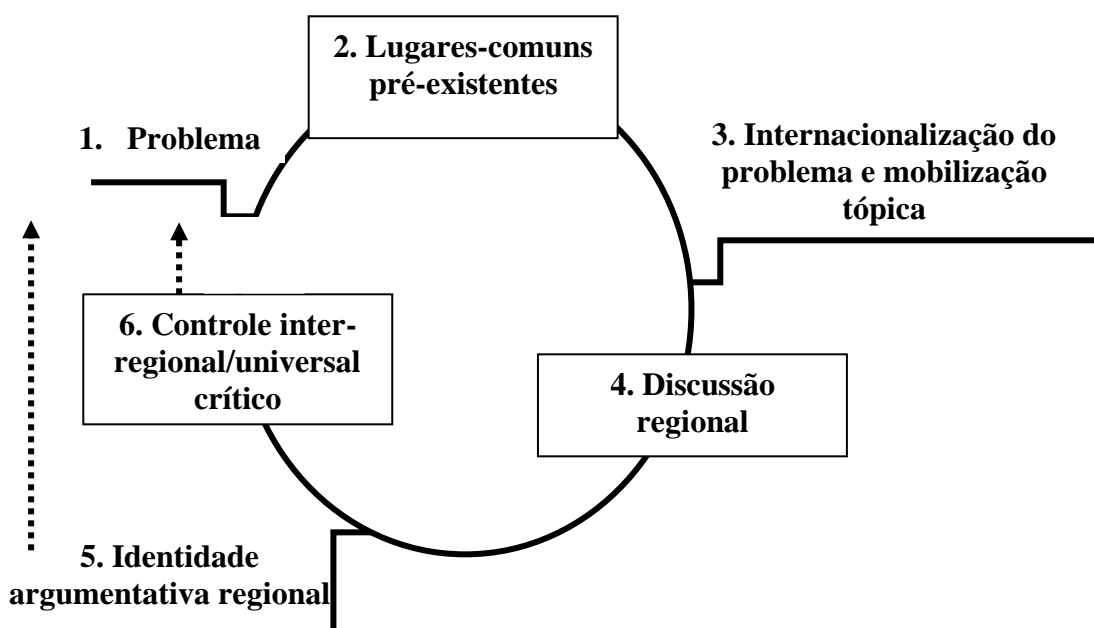 1. Problema
2. Lugares-comuns
pré-existentes
3. Internacionalização do
problema e mobilização
tópica
4. Discussão
regional
5. Identidade
argumentativa regional
6. Controle inter-
regional/universal
crítico